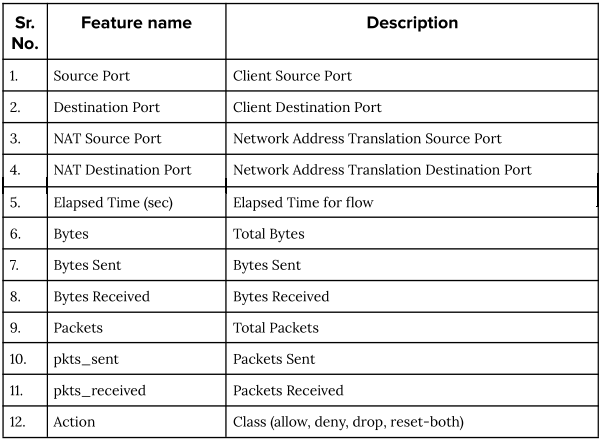 Sr. No. Feature name Description
1. Source Port Client Source Port
2. Destination Port Client Destination Port
3. NAT Source Port Network Address Translation Source Port
4. NAT Destination Port Network Address Translation Destination Port
5. Elapsed Time (sec) Elapsed Time for flow
6. Bytes Total Bytes
7. Bytes Sent Bytes Sent
8. Bytes Received Bytes Received
9. Packets Total Packets
10. pkts_sent Packets Sent
11. pkts_received Packets Received
12. Action Class (allow, deny, drop, reset-both)